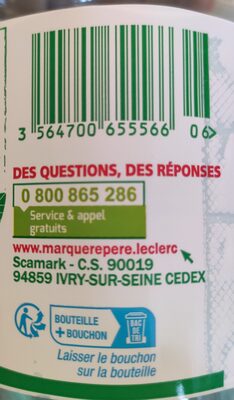 3 564700 655566 06>
DES QUESTIONS, DES RÉPONSES
0 800 865 286
Service & appel
gratuits
www.marquerepere.leclerc
Scamark - C.S. 90019
94859 IVRY-SUR-SEINE CEDEX
BOUTEILLE
+ BOUCHON
BAC
DE
TRI
Laisser le bouchon
sur la bouteille